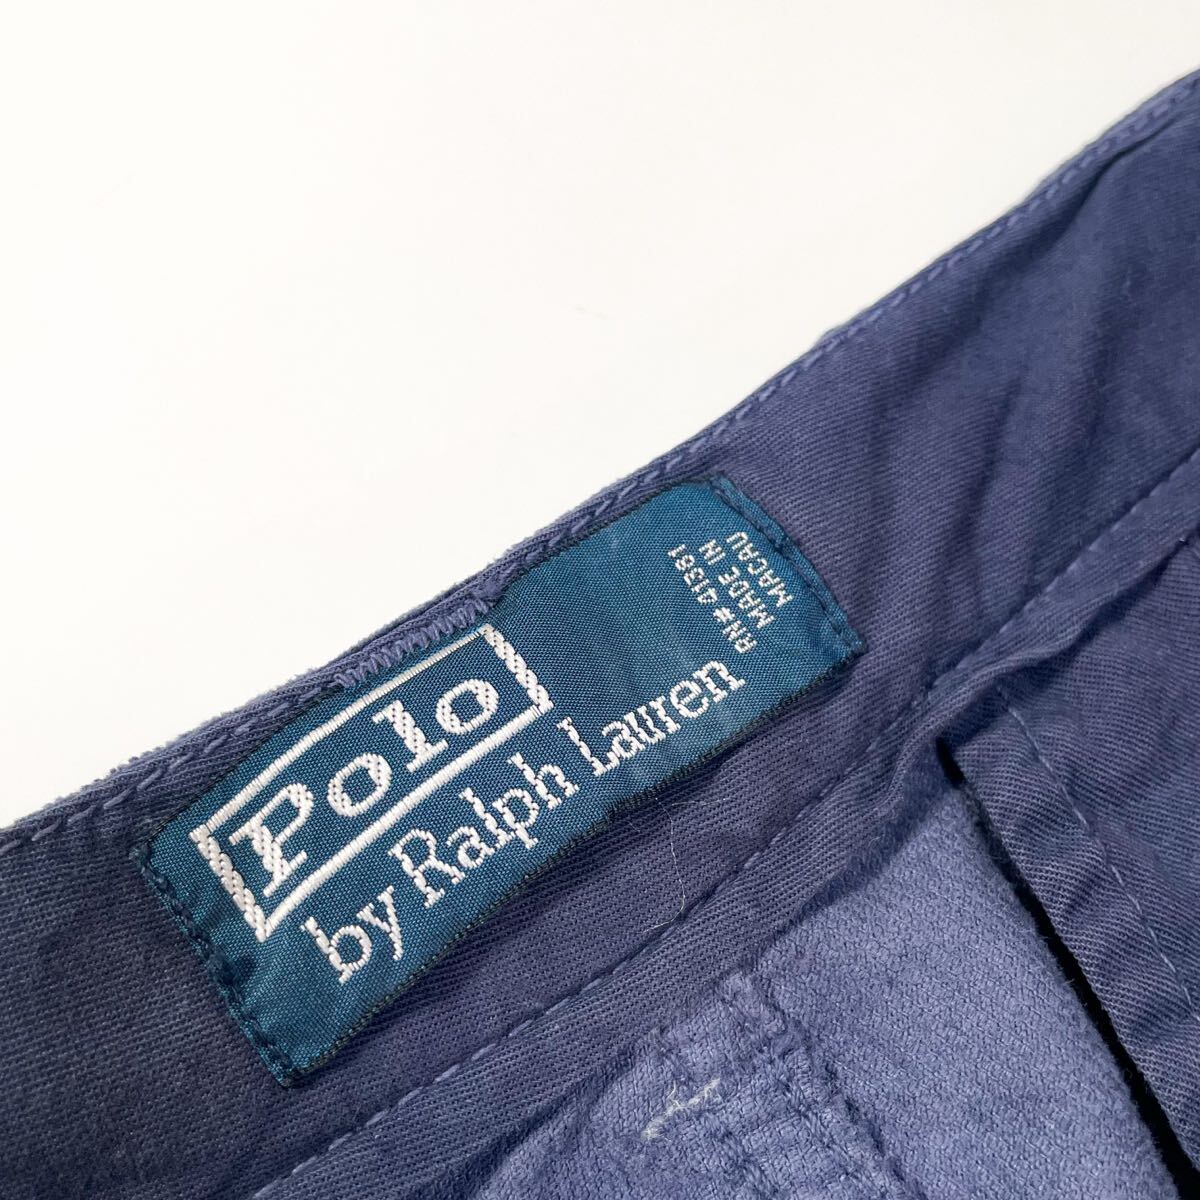 Polo
by Ralph Lauren
RN# 41381
MADE IN
MACAU